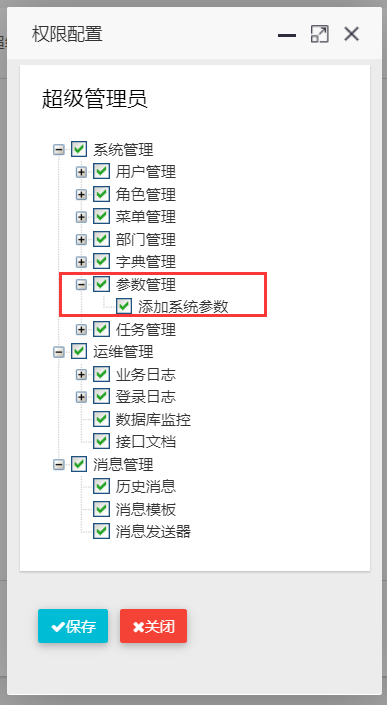 权限配置
超级管理员
系统管理
用户管理
角色管理
菜单管理
部门管理
字典管理
参数管理
添加系统参数
任务管理
运维管理
业务日志
登录日志
数据库监控
接口文档
消息管理
历史消息
消息模板
消息发送器
保存 关闭